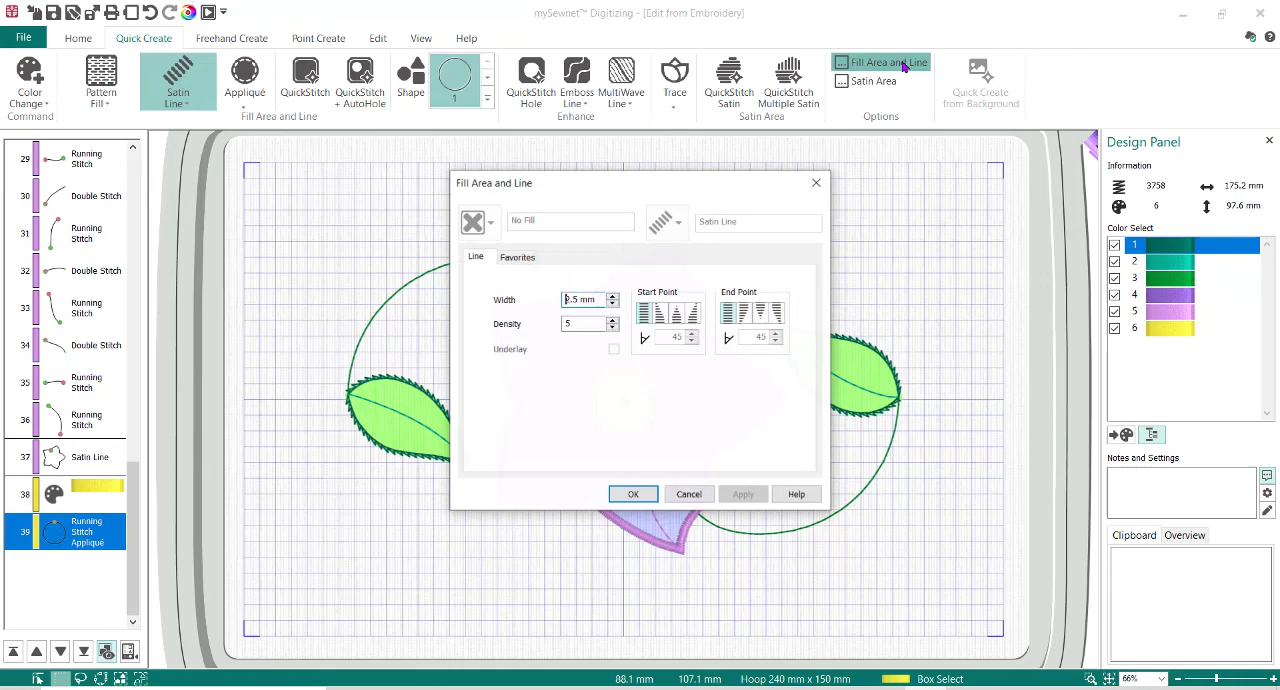 mySewnet™ Digitizing - [Edit from Embroidery]
File
Home
Quick Create
Freehand Create
Point Create
Edit
View
Help
Color
Change
Command
Pattern
Fill
Satin
Line
Appliqué
QuickStitch
QuickStitch
+ AutoHole
Shape
1
Fill Area and Line
QuickStitch
Hole
Emboss
Line
MultiWave
Line
Enhance
Trace
QuickStitch
Satin
QuickStitch
Multiple Satin
Satin Area
Fill Area and Line
Satin Area
Options
Quick Create
from Background
29
Running
Stitch
30
Double Stitch
31
Running
Stitch
32
Double Stitch
33
Running
Stitch
34
Double Stitch
35
Running
Stitch
36
Running
Stitch
37
Satin Line
38
39
Running
Stitch
Appliqué
Fill Area and Line
No Fill
Satin Line
Line
Favorites
Width
2.5 mm
Density
5
Underlay
Start Point
45
End Point
45
OK
Cancel
Apply
Help
Design Panel
Information
3758
175.2 mm
6
97.6 mm
Color Select
1
2
3
4
5
6
Notes and Settings
Clipboard
Overview
88.1 mm
107.1 mm
Hoop 240 mm x 150 mm
Box Select
66%